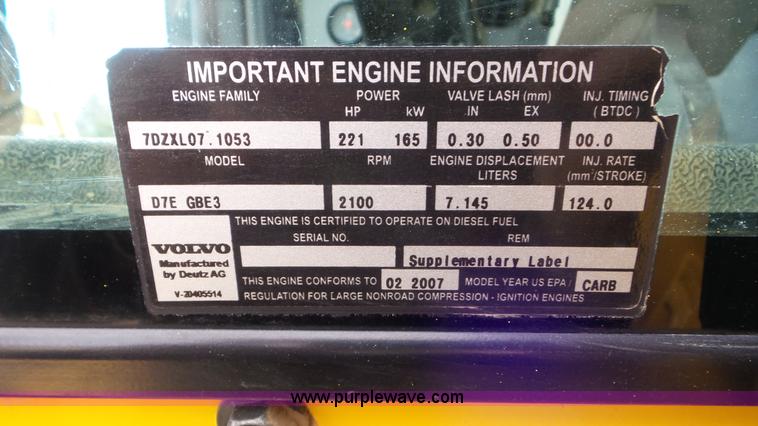 IMPORTANT ENGINE INFORMATION
ENGINE FAMILY POWER VALVE LASH (mm) INJ. TIMING
HP kW IN EX (BTDC)
7DZXL07.1053 221 165 0.30 0.50 00.0
MODEL RPM ENGINE DISPLACEMENT INJ. RATE
LITERS (mm³/STROKE)
D7E GBE3 2100 7.145 124.0
THIS ENGINE IS CERTIFIED TO OPERATE ON DIESEL FUEL
SERIAL NO. REM
VOLVO
Supplementary Label
Manufactured
by Deutz AG
THIS ENGINE CONFORMS TO 02 2007 MODEL YEAR US EPA/ CARB
V-20405514
REGULATION FOR LARGE NONROAD COMPRESSION - IGNITION ENGINES
www.purplewave.com